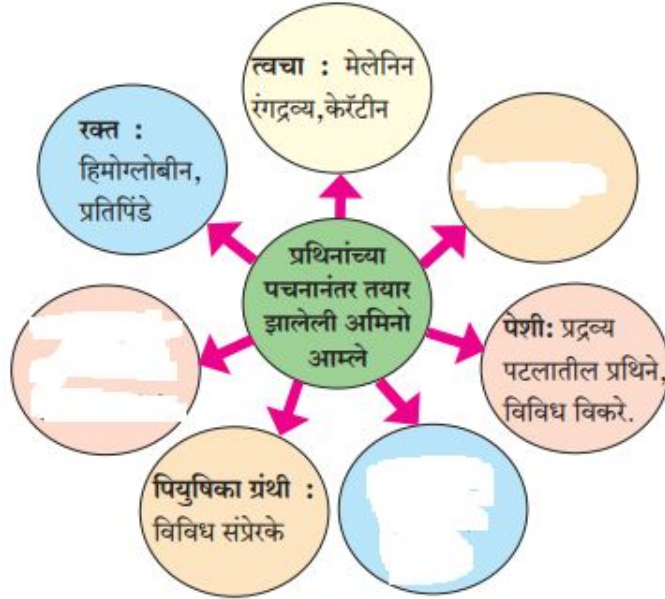 त्वचा : मेलेनिन
रंगद्रव्य,केरॅटीन
रक्त :
हिमोग्लोबीन,
प्रतिपिंडे
प्रथिनांच्या
पचनानंतर तयार
झालेली अमिनो
आम्ले
पेशी: प्रद्रव्य
पटलातील प्रथिने,
विविध विकरे.
पियुषिका ग्रंथी :
विविध संप्रेरके